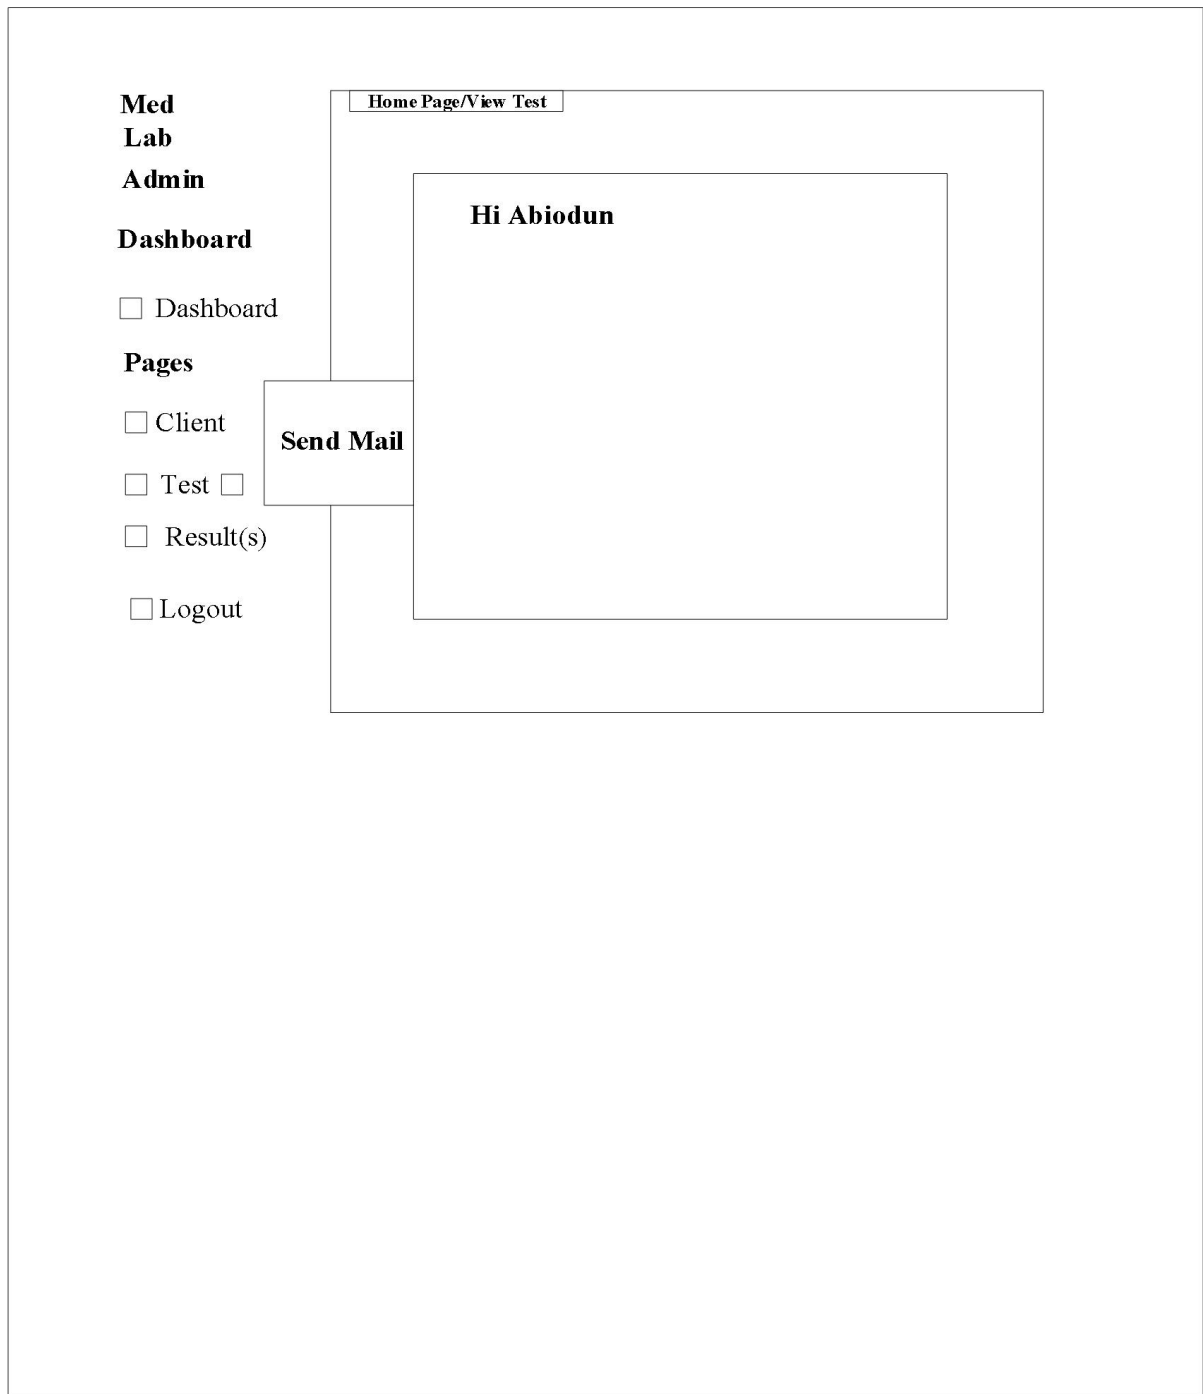 Med
Lab
Admin
Dashboard
Dashboard
Pages
Client
Test
Result(s)
Logout
Home Page/View Test
Hi Abiodun
Send Mail